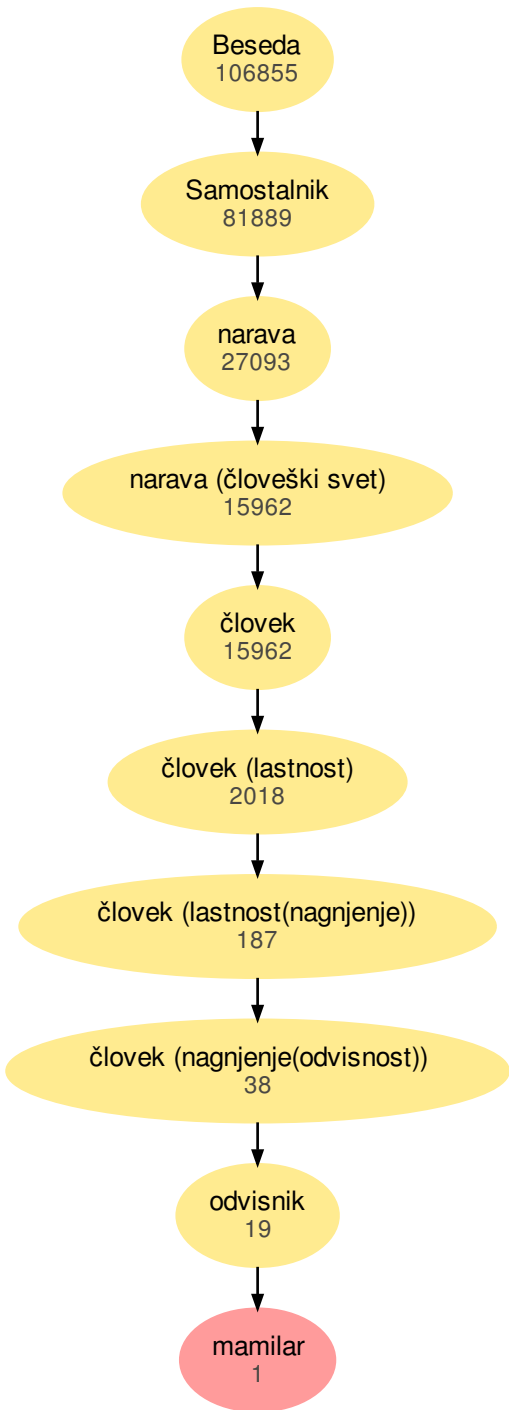 Beseda
106855
Samostalnik
81889
narava
27093
narava (človeški svet)
15962
človek
15962
človek (lastnost)
2018
človek (lastnost(nagnjenje))
187
človek (nagnjenje(odvisnost))
38
odvisnik
19
mamilar
1